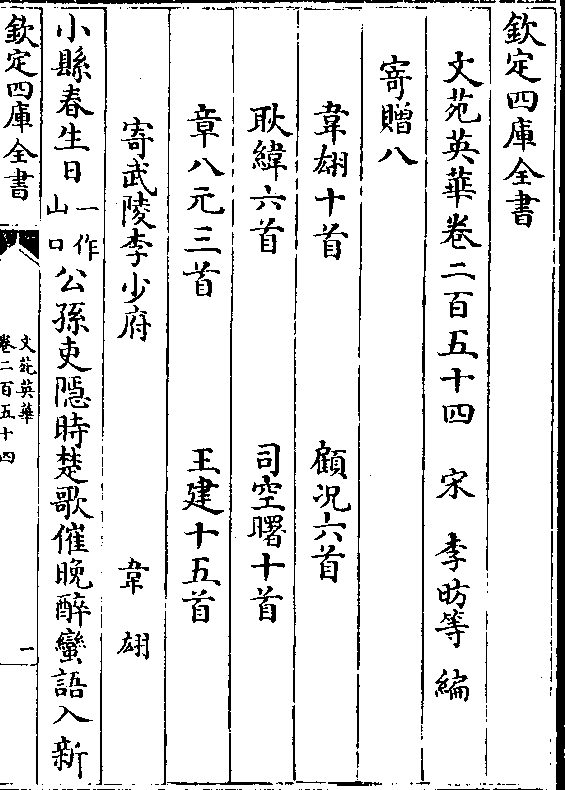 欽定四庫全書
文苑英華卷二百五十四 宋 李昉等 編
寄贈八
韋翃十首 顧況六首
耿緯六首 司空曙十首
章八元三首 王建十五首
寄武陵李少府 韋翃
小縣春生日一作山口公孫吏隱時楚歌催晩醉蠻語入新
欽定四庫全書
文苑英華
卷二百五十四
一